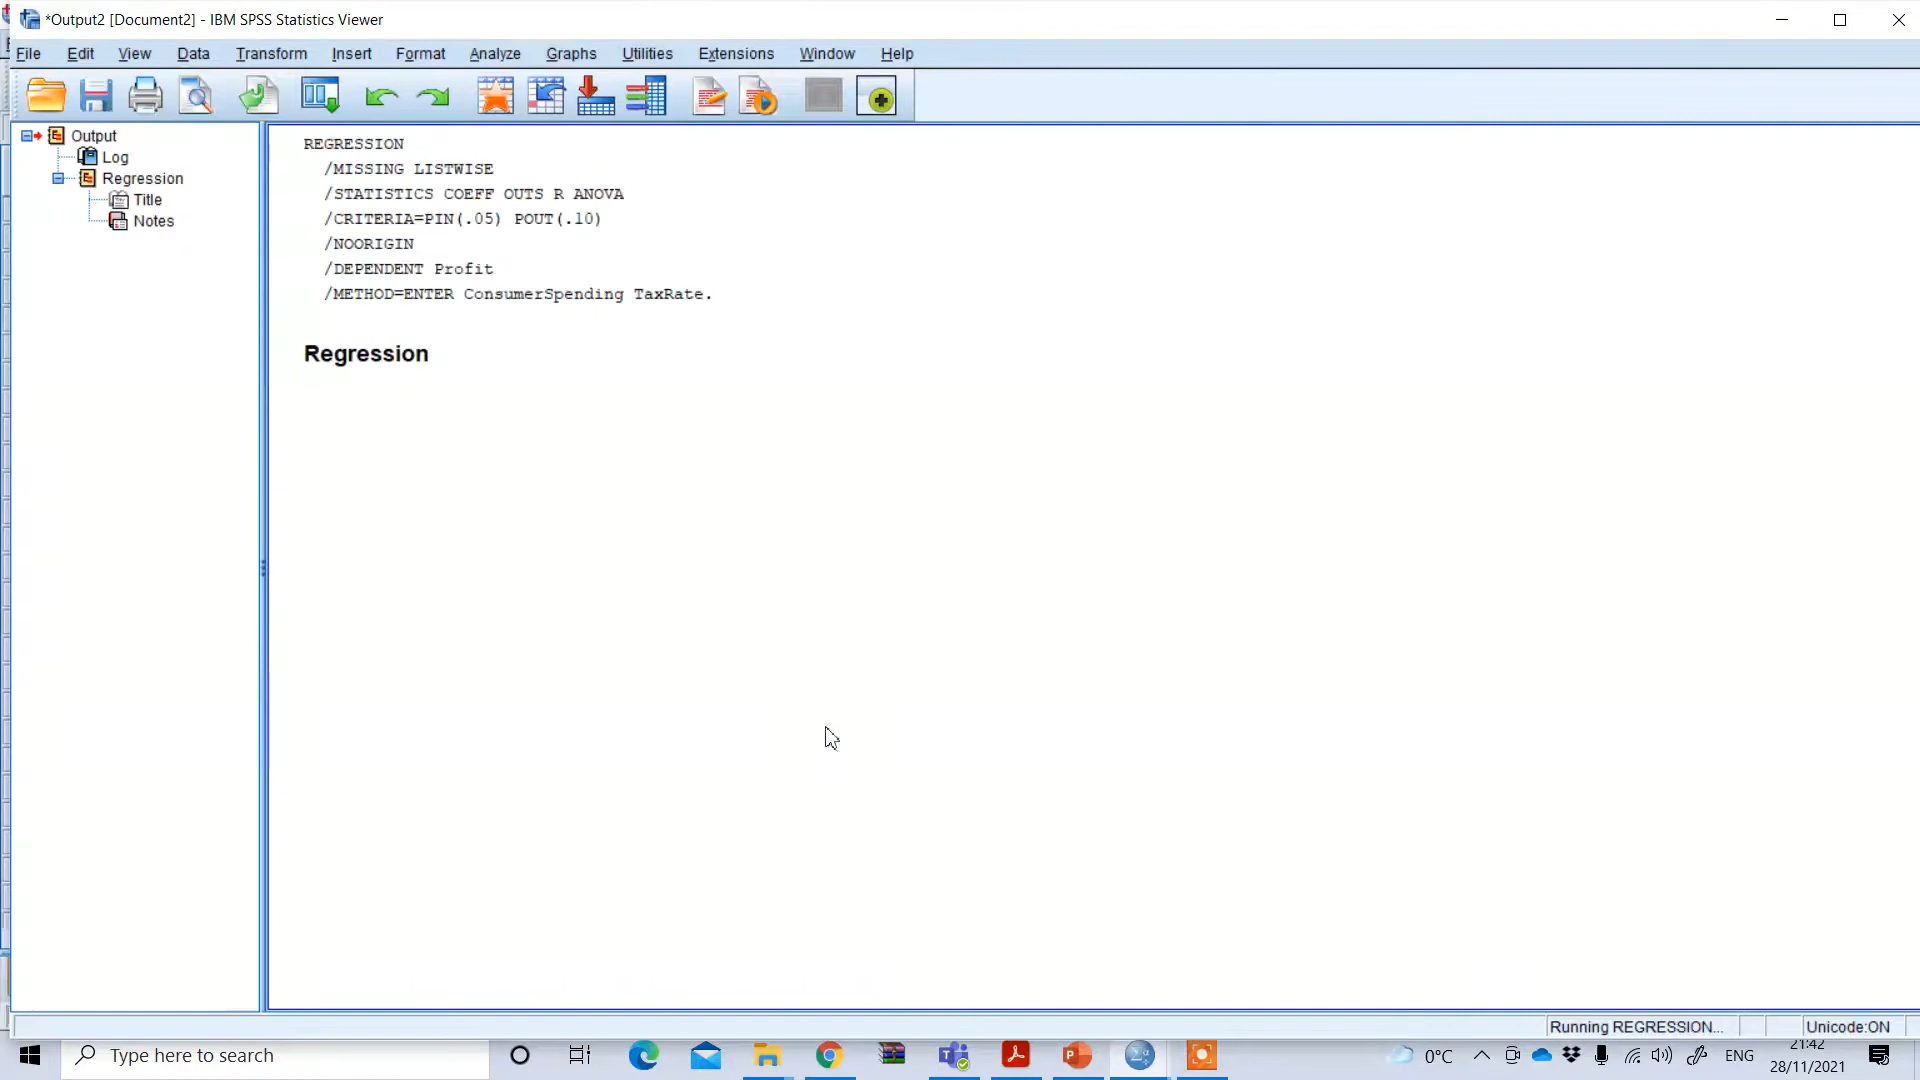 *Output2 [Document2] - IBM SPSS Statistics Viewer
File Edit View Data Transform Insert Format Analyze Graphs Utilities Extensions Window Help
Output
Log
Regression
Title
Notes
REGRESSION
/MISSING LISTWISE
/STATISTICS COEFF OUTS R ANOVA
/CRITERIA=PIN(.05) POUT(.10)
/NOORIGIN
/DEPENDENT Profit
/METHOD=ENTER ConsumerSpending TaxRate.
Regression
Running REGRESSION... Unicode:ON
Type here to search
0°C
ENG
21:42
28/11/2021